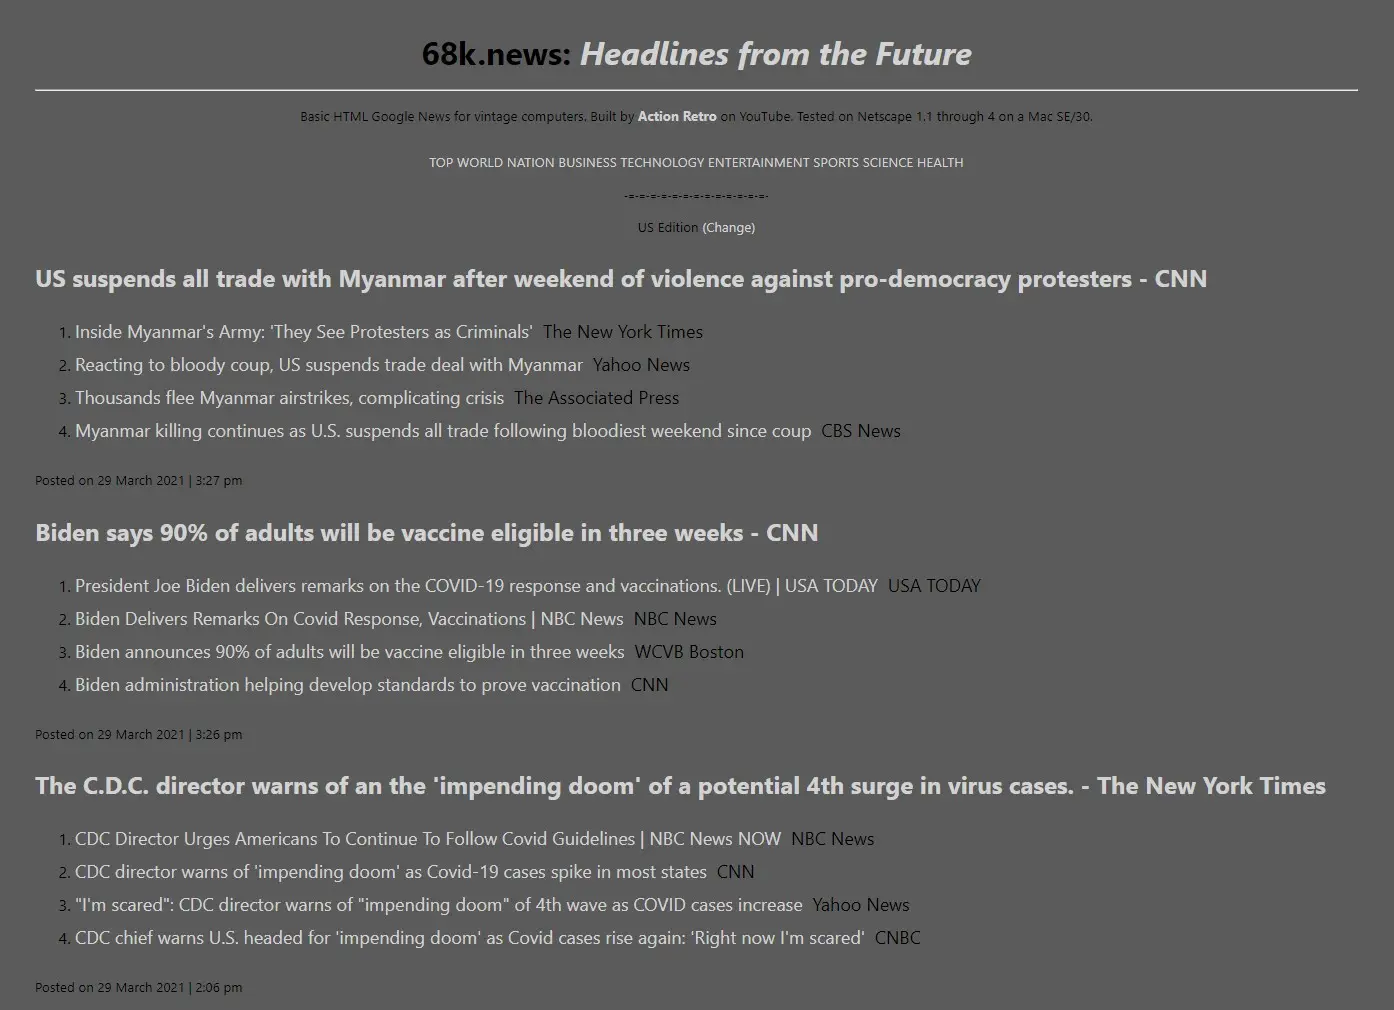 68k.news: Headlines from the Future
Basic HTML Google News for vintage computers. Built by Action Retro on YouTube. Tested on Netscape 1.1 through 4 on a Mac SE/30.
TOP WORLD NATION BUSINESS TECHNOLOGY ENTERTAINMENT SPORTS SCIENCE HEALTH
-=-=-=-=-=-=-=-=-=-=-=-=-=-
US Edition (Change)
US suspends all trade with Myanmar after weekend of violence against pro-democracy protesters - CNN
1. Inside Myanmar's Army: 'They See Protesters as Criminals' The New York Times
2. Reacting to bloody coup, US suspends trade deal with Myanmar Yahoo News
3. Thousands flee Myanmar airstrikes, complicating crisis The Associated Press
4. Myanmar killing continues as U.S. suspends all trade following bloodiest weekend since coup CBS News
Posted on 29 March 2021 | 3:27 pm
Biden says 90% of adults will be vaccine eligible in three weeks - CNN
1. President Joe Biden delivers remarks on the COVID-19 response and vaccinations. (LIVE) | USA TODAY USA TODAY
2. Biden Delivers Remarks On Covid Response, Vaccinations | NBC News NBC News
3. Biden announces 90% of adults will be vaccine eligible in three weeks WCVB Boston
4. Biden administration helping develop standards to prove vaccination CNN
Posted on 29 March 2021 | 3:26 pm
The C.D.C. director warns of an the 'impending doom' of a potential 4th surge in virus cases. - The New York Times
1. CDC Director Urges Americans To Continue To Follow Covid Guidelines | NBC News NOW NBC News
2. CDC director warns of 'impending doom' as Covid-19 cases spike in most states CNN
3. "I'm scared": CDC director warns of "impending doom" of 4th wave as COVID cases increase Yahoo News
4. CDC chief warns U.S. headed for 'impending doom' as Covid cases rise again: 'Right now I'm scared' CNBC
Posted on 29 March 2021 | 2:06 pm